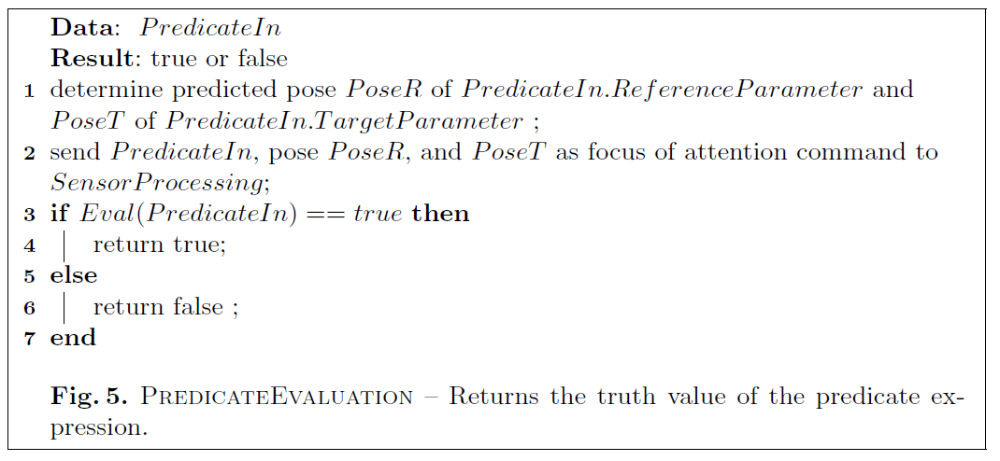 Data: PredicateIn
Result: true or false
1 determine predicted pose PoseR of PredicateIn.ReferenceParameter and
PoseT of PredicateIn.TargetParameter ;
2 send PredicateIn, pose PoseR, and PoseT as focus of attention command to
SensorProcessing;
3 if Eval(PredicateIn) == true then
4 return true;
5 else
6 return false ;
7 end
Fig. 5. PREDICATEEVALUATION – Returns the truth value of the predicate ex-
pression.